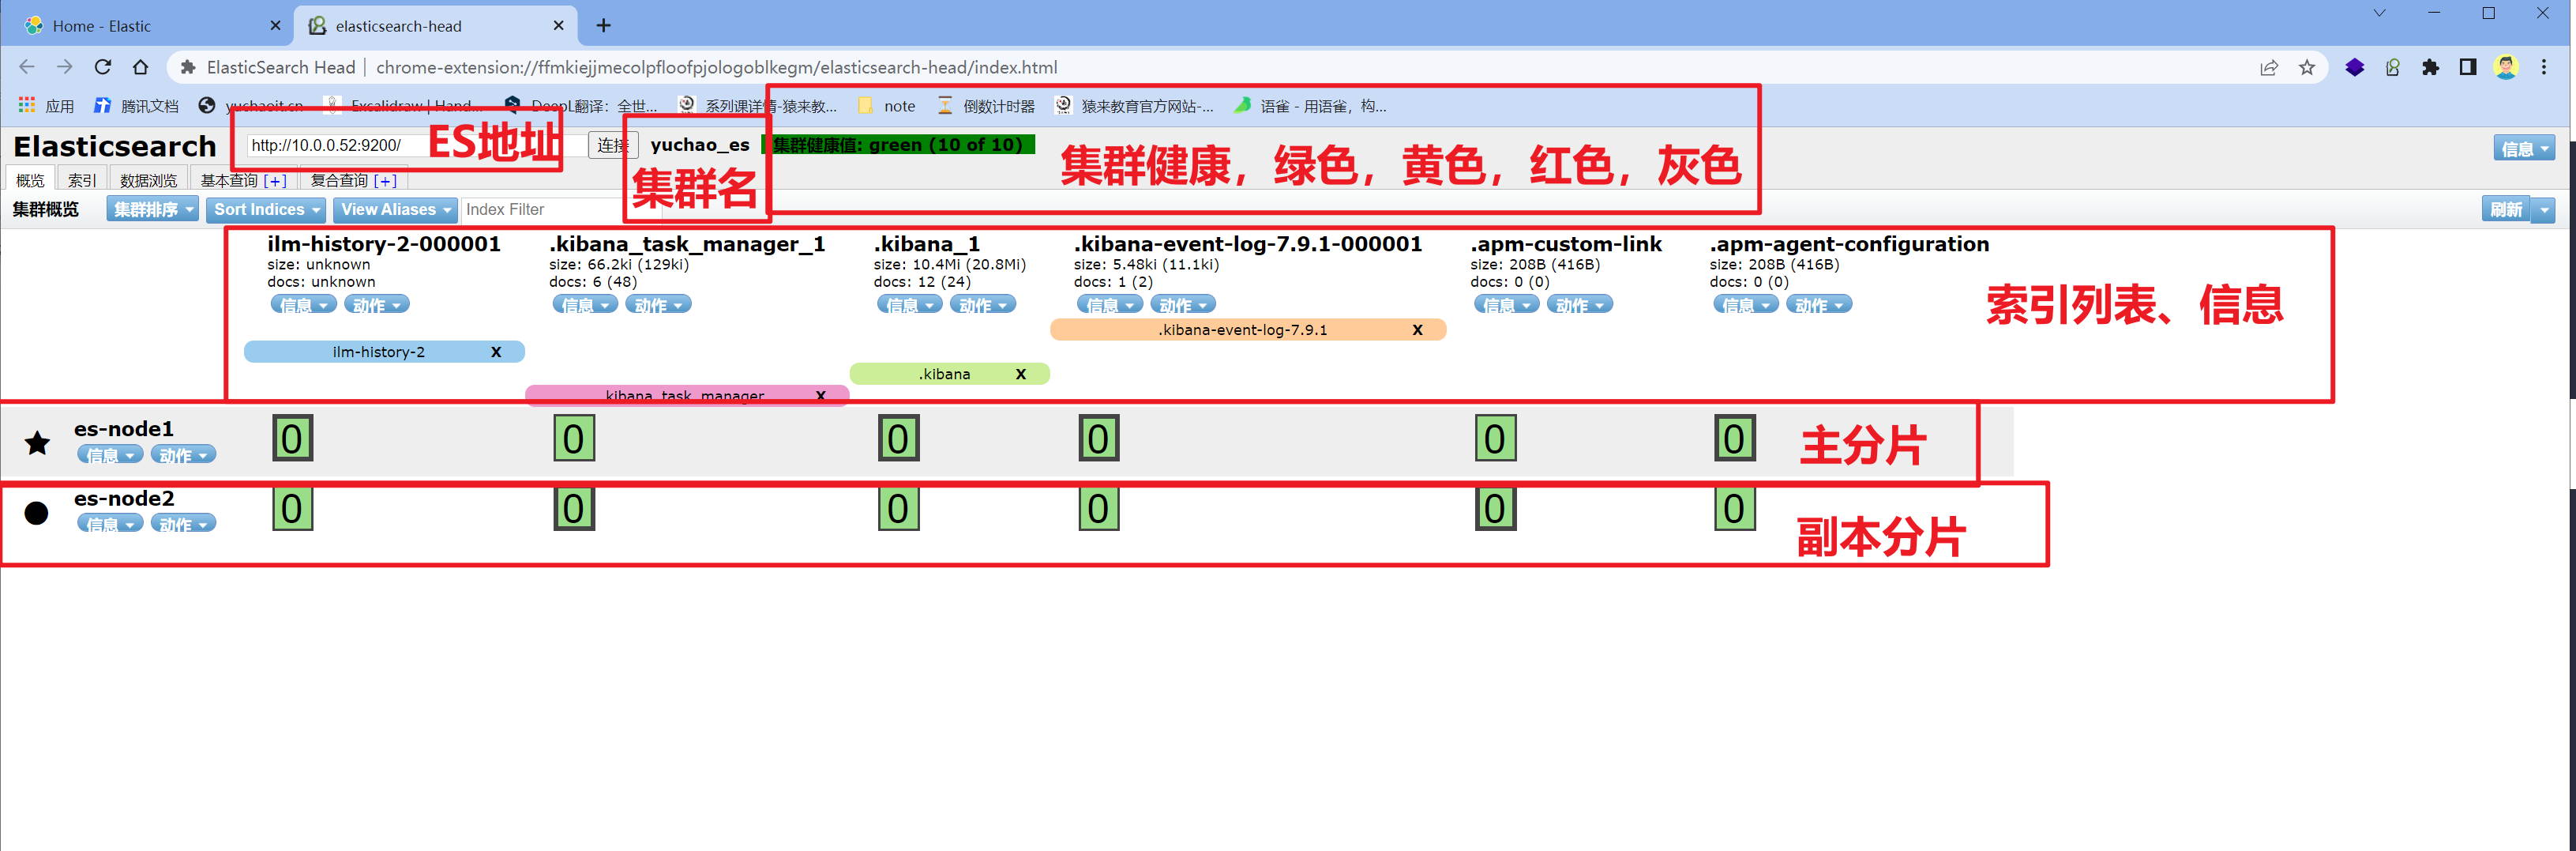 Home - Elastic
elasticsearch-head
ElasticSearch Head | chrome-extension://ffmkiejjmecolpfloofpjologoblkegm/elasticsearch-head/index.html
应用 腾讯文档 yuchaoit.cn Excalidraw | Hand... DeepL翻译：全世... 系列课详情-猿来教... note 倒数计时器 猿来教育官方网站-... 语雀 - 用语雀，构...
Elasticsearch http://10.0.0.52:9200/ ES地址 连接 yuchao_es 集群健康值: green (10 of 10) 信息
集群名 集群健康，绿色，黄色，红色，灰色
概览 索引 数据浏览 基本查询 [+] 复合查询 [+]
集群概览 集群排序 Sort Indices View Aliases Index Filter 刷新
ilm-history-2-000001 .kibana_task_manager_1 .kibana_1 .kibana-event-log-7.9.1-000001 .apm-custom-link .apm-agent-configuration
size: unknown size: 66.2ki (129ki) size: 10.4Mi (20.8Mi) size: 5.48ki (11.1ki) size: 208B (416B) size: 208B (416B)
docs: unknown docs: 6 (48) docs: 12 (24) docs: 1 (2) docs: 0 (0) docs: 0 (0)
信息 动作 信息 动作 信息 动作 信息 动作 信息 动作 信息 动作
索引列表、信息
.kibana-event-log-7.9.1 X
ilm-history-2 X
.kibana X
.kibana_task_manager X
es-node1 0 0 0 0 0 0 主分片
信息 动作
es-node2 0 0 0 0 0 0 副本分片
信息 动作